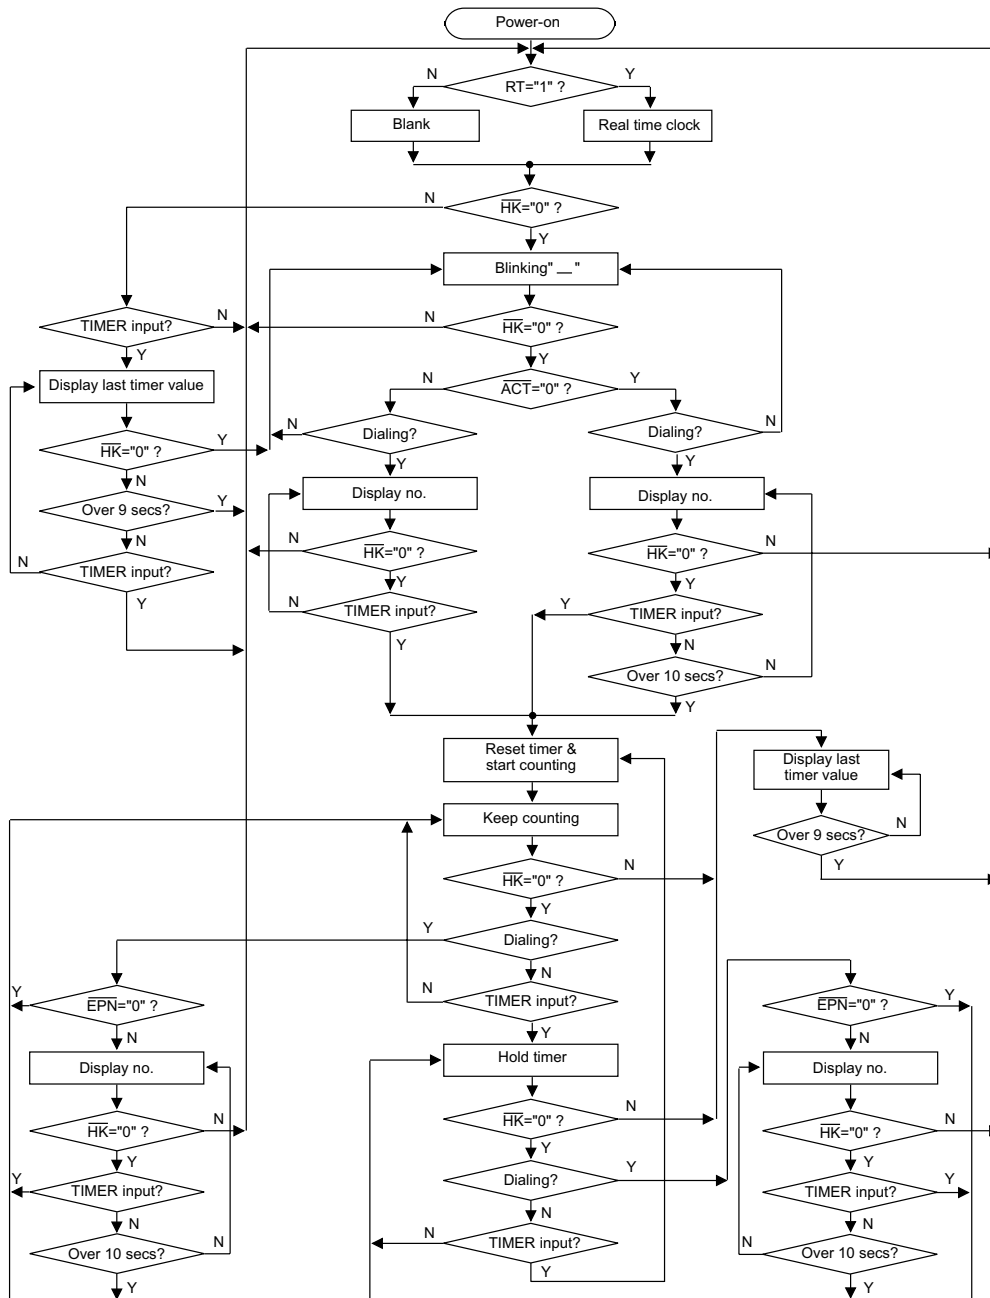 Power-on
RT="1" ?
N
Y
Blank
Real time clock
N
HK="0" ?
Y
Blinking" __ "
TIMER input?
N
N
HK="0" ?
Y
Y
Display last timer value
N
ACT="0" ?
Y
N
Dialing?
Dialing?
N
HK="0" ?
Y
Y
Y
N
Display no.
Display no.
Over 9 secs?
Y
N
N
HK="0" ?
HK="0" ?
N
N
TIMER input?
Y
Y
Y
N
TIMER input?
Y
TIMER input?
Y
N
Over 10 secs?
N
Y
Reset timer &
start counting
Display last
timer value
Keep counting
Over 9 secs?
N
Y
HK="0" ?
N
Y
Y
Dialing?
N
N
TIMER input?
Y
Y
EPN="0" ?
N
EPN="0" ?
Y
N
Hold timer
Display no.
Display no.
HK="0" ?
N
Y
HK="0" ?
N
Y
HK="0" ?
N
Y
Y
TIMER input?
N
Dialing?
Y
N
TIMER input?
Y
N
Over 10 secs?
N
Y
N
TIMER input?
Y
N
Over 10 secs?
Y